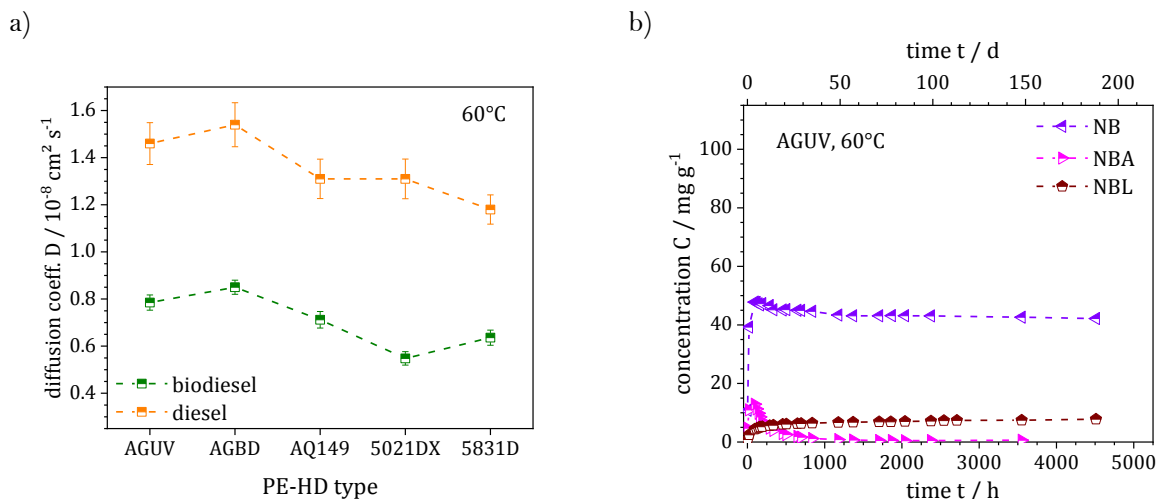 a)
diffusion coeff. D / 10⁻⁸ cm² s⁻¹
1.6
1.4
1.2
1.0
0.8
0.6
0.4
60°C
biodiesel
diesel
AGUV AGBD AQ149 5021DX 5831D
PE-HD type
b)
time t / d
0 50 100 150 200
concentration C / mg g⁻¹
100
80
60
40
20
0
AGUV, 60°C
NB
NBA
NBL
0 1000 2000 3000 4000 5000
time t / h